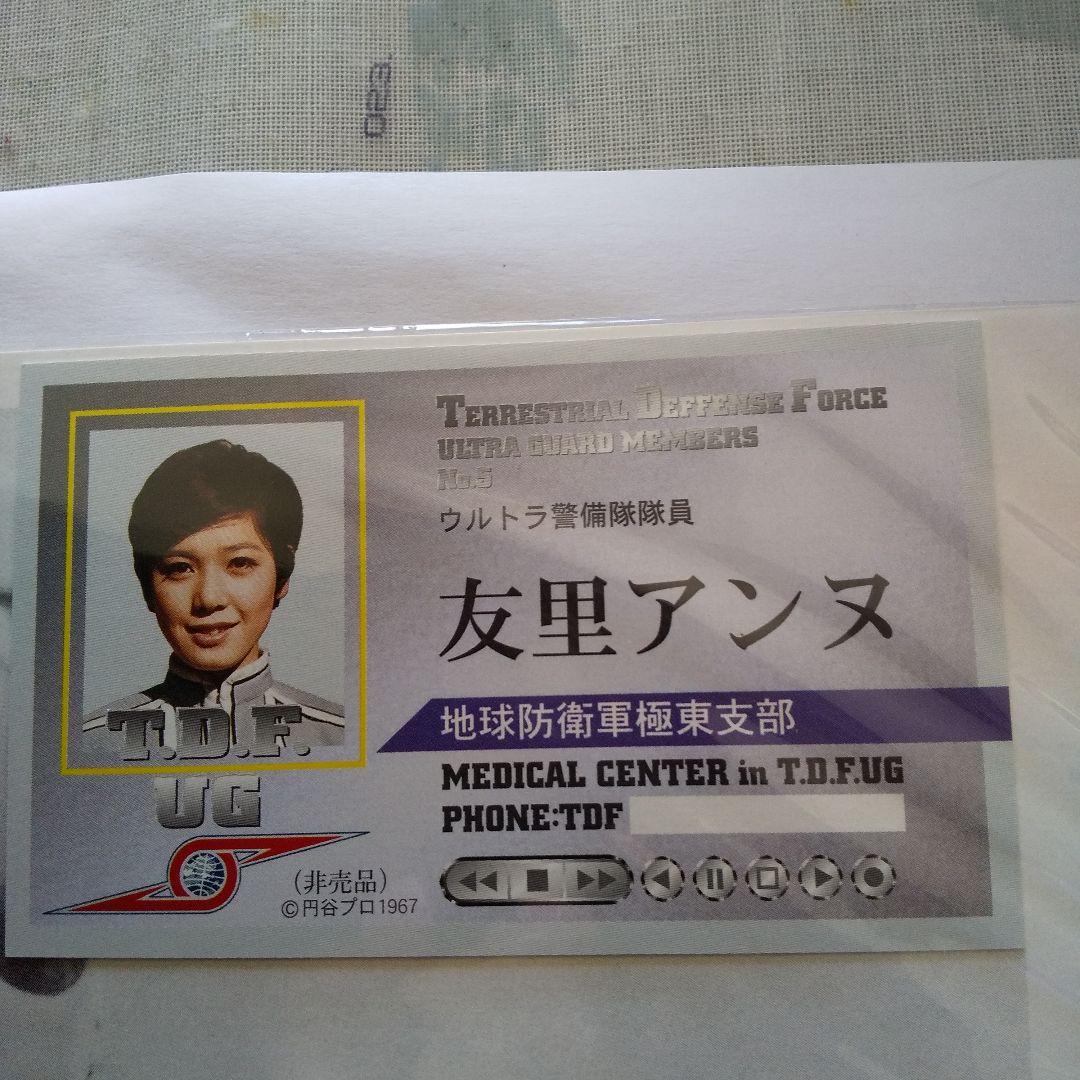 023.
TERRESTRIAL DEFFENSE FORCE
ULTRA GUARD MEMBERS
No.5
ウルトラ警備隊隊員
友里アンヌ
地球防衛軍極東支部
MEDICAL CENTER in T.D.F.UG
PHONE:TDF
T.D.F.
UG
(非売品)
©円谷プロ1967